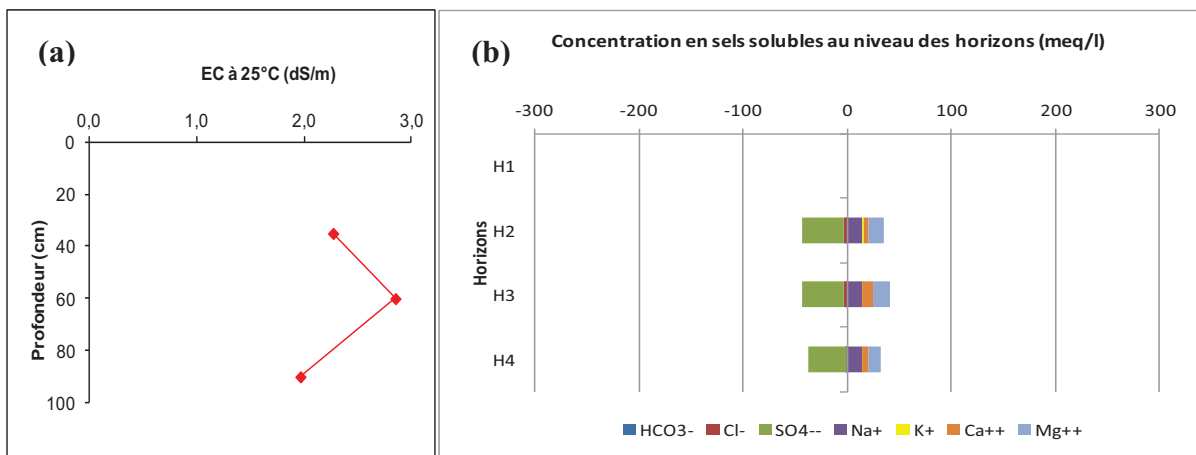 (a)
EC à 25°C (dS/m)
0,0 1,0 2,0 3,0
0
20
40
60
80
100
Profondeur (cm)
(b)
Concentration en sels solubles au niveau des horizons (meq/l)
-300 -200 -100 0 100 200 300
H1
H2
H3
H4
Horizons
HCO3- Cl- SO4-- Na+ K+ Ca++ Mg++